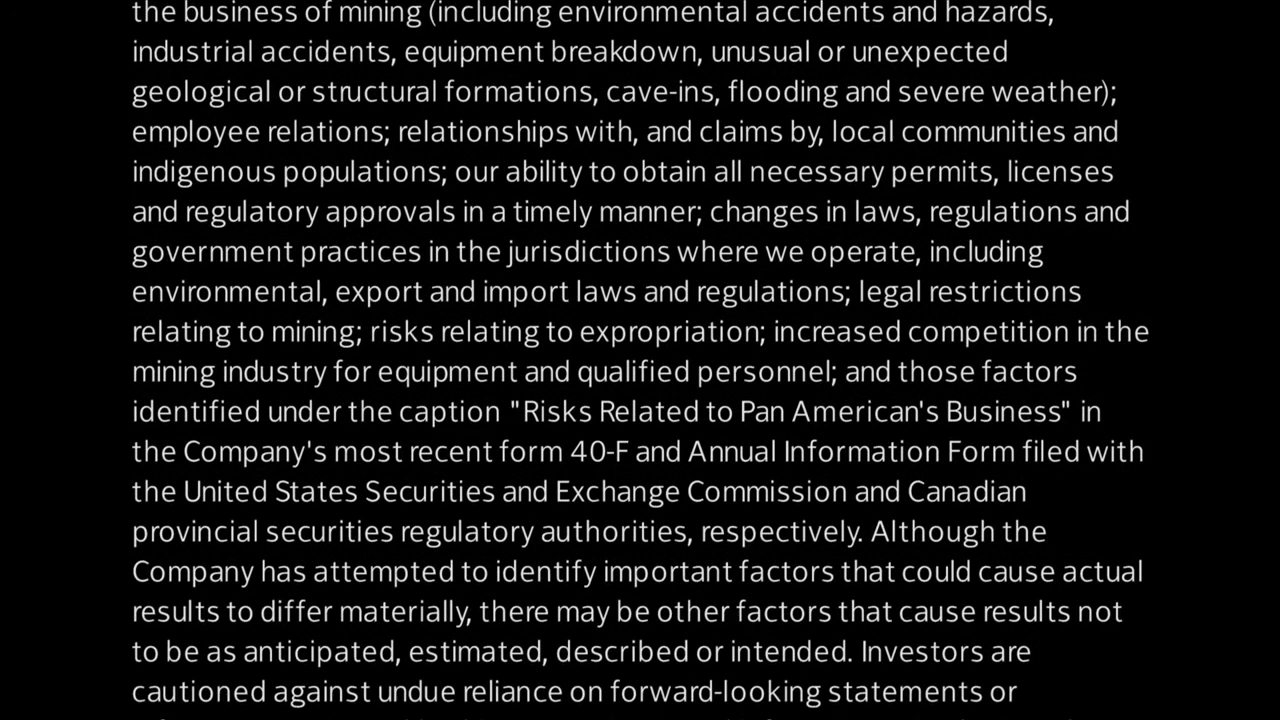 the business of mining (including environmental accidents and hazards,
industrial accidents, equipment breakdown, unusual or unexpected
geological or structural formations, cave-ins, flooding and severe weather);
employee relations; relationships with, and claims by, local communities and
indigenous populations; our ability to obtain all necessary permits, licenses
and regulatory approvals in a timely manner; changes in laws, regulations and
government practices in the jurisdictions where we operate, including
environmental, export and import laws and regulations; legal restrictions
relating to mining; risks relating to expropriation; increased competition in the
mining industry for equipment and qualified personnel; and those factors
identified under the caption "Risks Related to Pan American's Business" in
the Company's most recent form 40-F and Annual Information Form filed with
the United States Securities and Exchange Commission and Canadian
provincial securities regulatory authorities, respectively. Although the
Company has attempted to identify important factors that could cause actual
results to differ materially, there may be other factors that cause results not
to be as anticipated, estimated, described or intended. Investors are
cautioned against undue reliance on forward-looking statements or